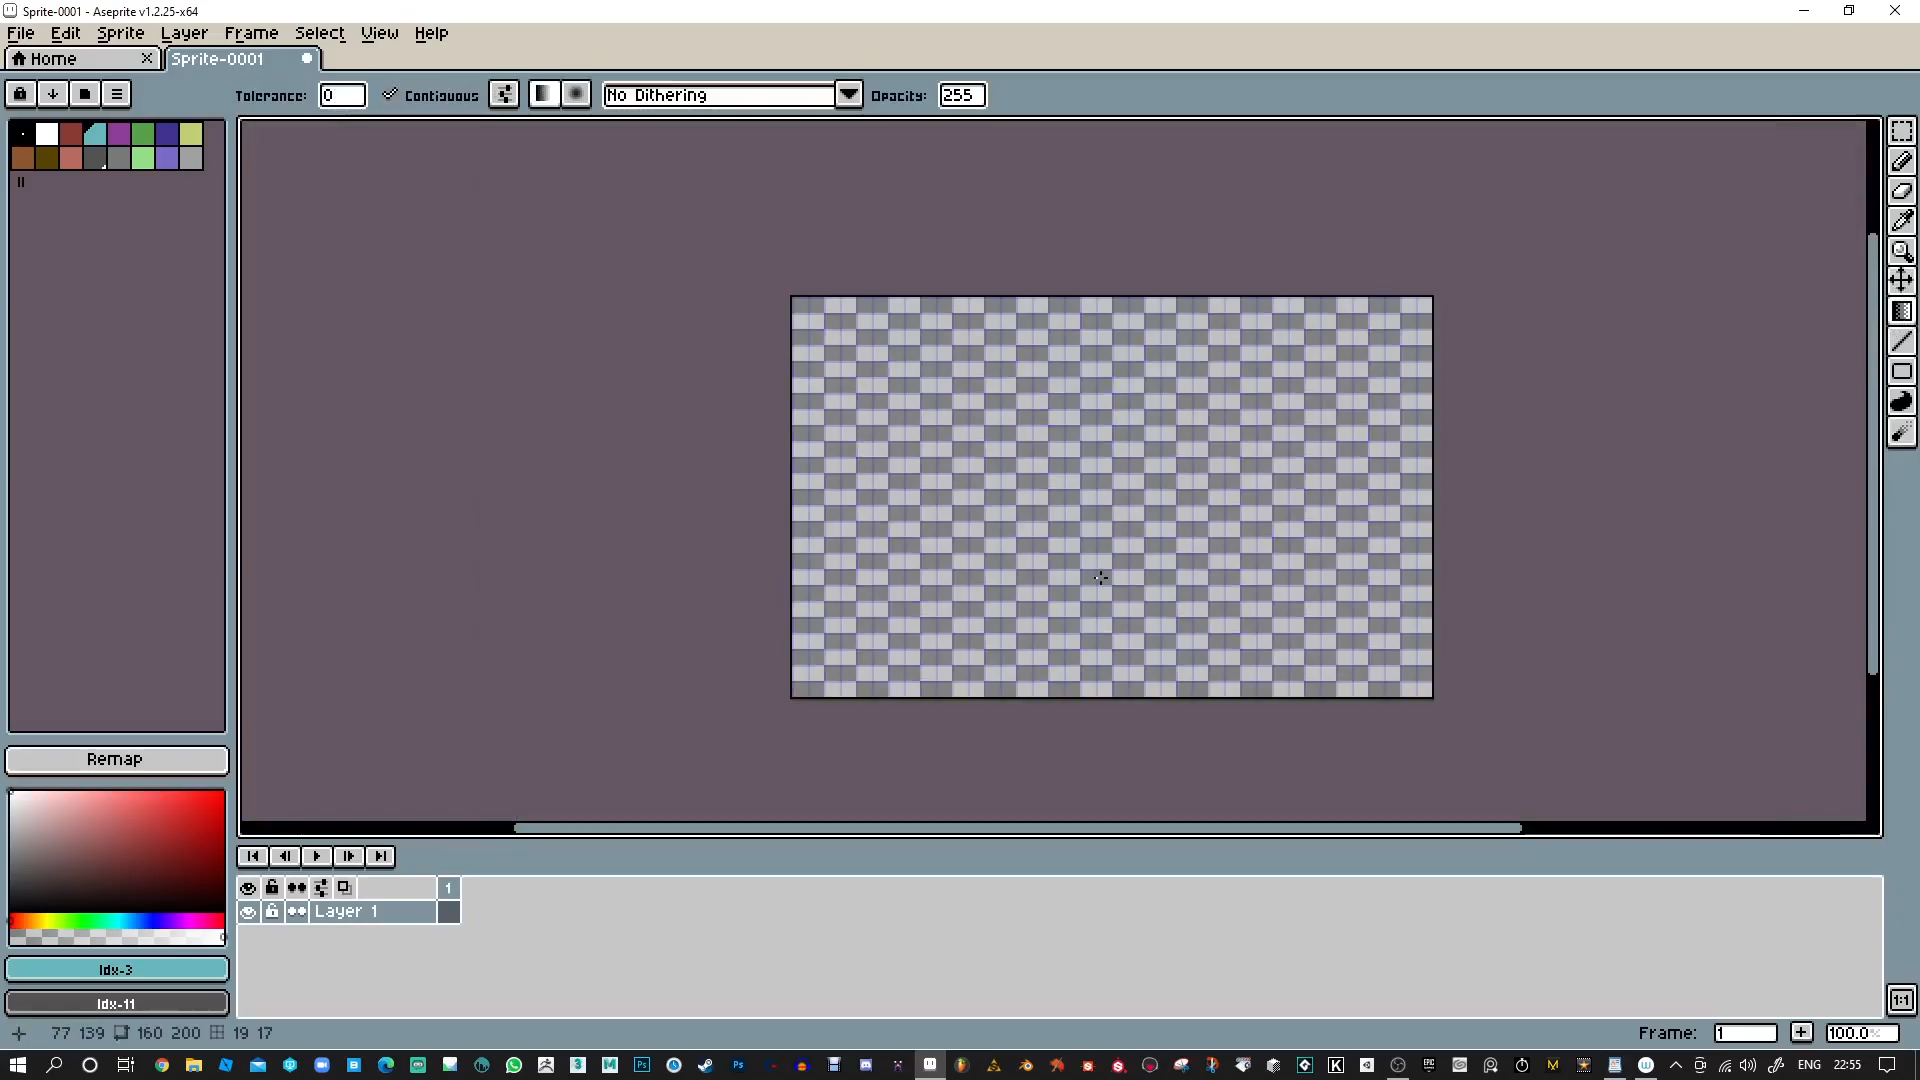 Sprite-0001 - Aseprite v1.2.25-x64
File Edit Sprite Layer Frame Select View Help
Home Sprite-0001
Tolerance: 0 Contiguous No Dithering Opacity: 255
Remap
1
Layer 1
Idx-3
Idx-11
1:1
77 139 160 200 19 17 Frame: 1 + 100.0%
ENG 22:55